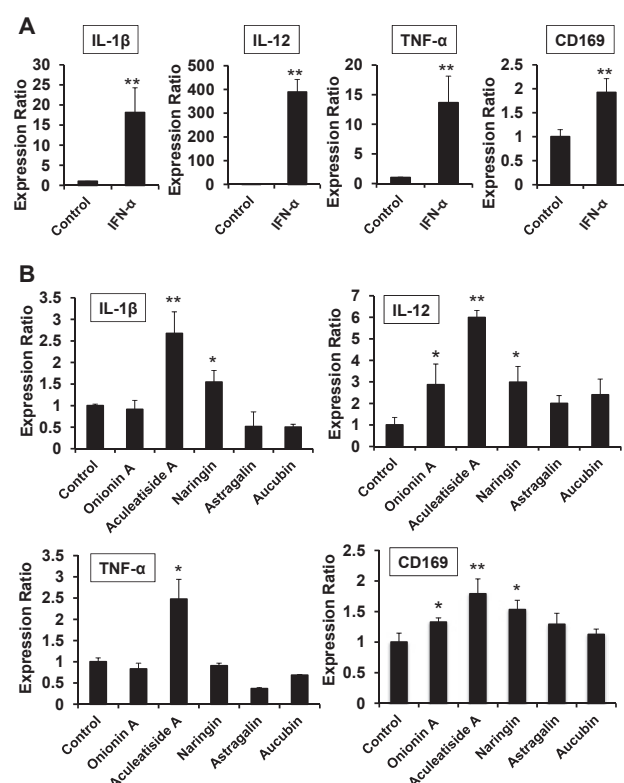 A
IL-1β
IL-12
TNF-α
CD169
Expression Ratio
30
25
20
15
10
5
0
**
Control
IFN-α
Expression Ratio
500
400
300
200
100
0
**
Control
IFN-α
Expression Ratio
20
15
10
5
0
**
Control
IFN-α
Expression Ratio
2.5
2
1.5
1
0.5
0
**
Control
IFN-α
B
IL-1β
Expression Ratio
3.5
3
2.5
2
1.5
1
0.5
0
**
*
Control
Onionin A
Aculeatiside A
Naringin
Astragalin
Aucubin
IL-12
Expression Ratio
7
6
5
4
3
2
1
0
*
**
*
Control
Onionin A
Aculeatiside A
Naringin
Astragalin
Aucubin
TNF-α
Expression Ratio
3.5
3
2.5
2
1.5
1
0.5
0
*
Control
Onionin A
Aculeatiside A
Naringin
Astragalin
Aucubin
CD169
Expression Ratio
2.5
2
1.5
1
0.5
0
*
**
*
Control
Onionin A
Aculeatiside A
Naringin
Astragalin
Aucubin